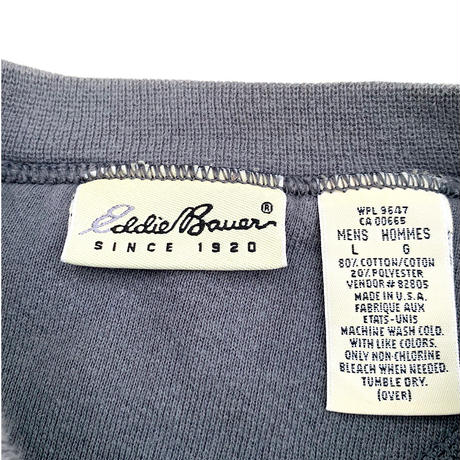 Eddie Bauer®
SINCE 1920
WPL 9647
CA 00665
MENS HOMMES
L G
80% COTTON/COTON
20% POLYESTER
VENDOR # 82805
MADE IN U.S.A.
FABRIQUE AUX
ETATS-UNIS
MACHINE WASH COLD.
WITH LIKE COLORS.
ONLY NON-CHLORINE
BLEACH WHEN NEEDED.
TUMBLE DRY.
(OVER)